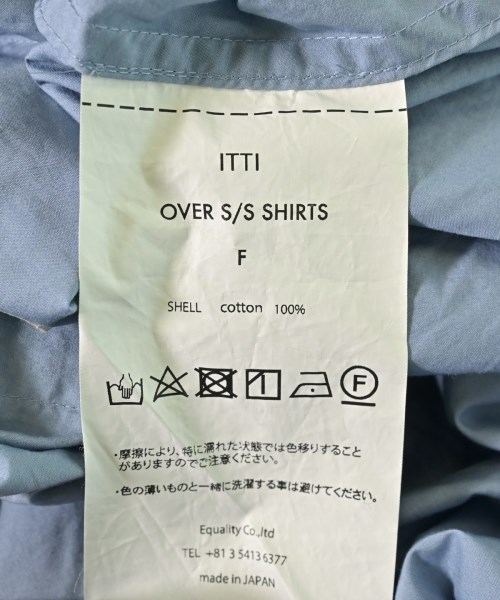 ITTI
OVER S/S SHIRTS
F
SHELL cotton 100%
F
・摩擦により、特に濡れた状態では色移りすること
がありますのでご注意ください。
・色の薄いものと一緒に洗濯する事は避けてください。
Equality Co.,ltd
TEL +81 3 5413 6377
made in JAPAN